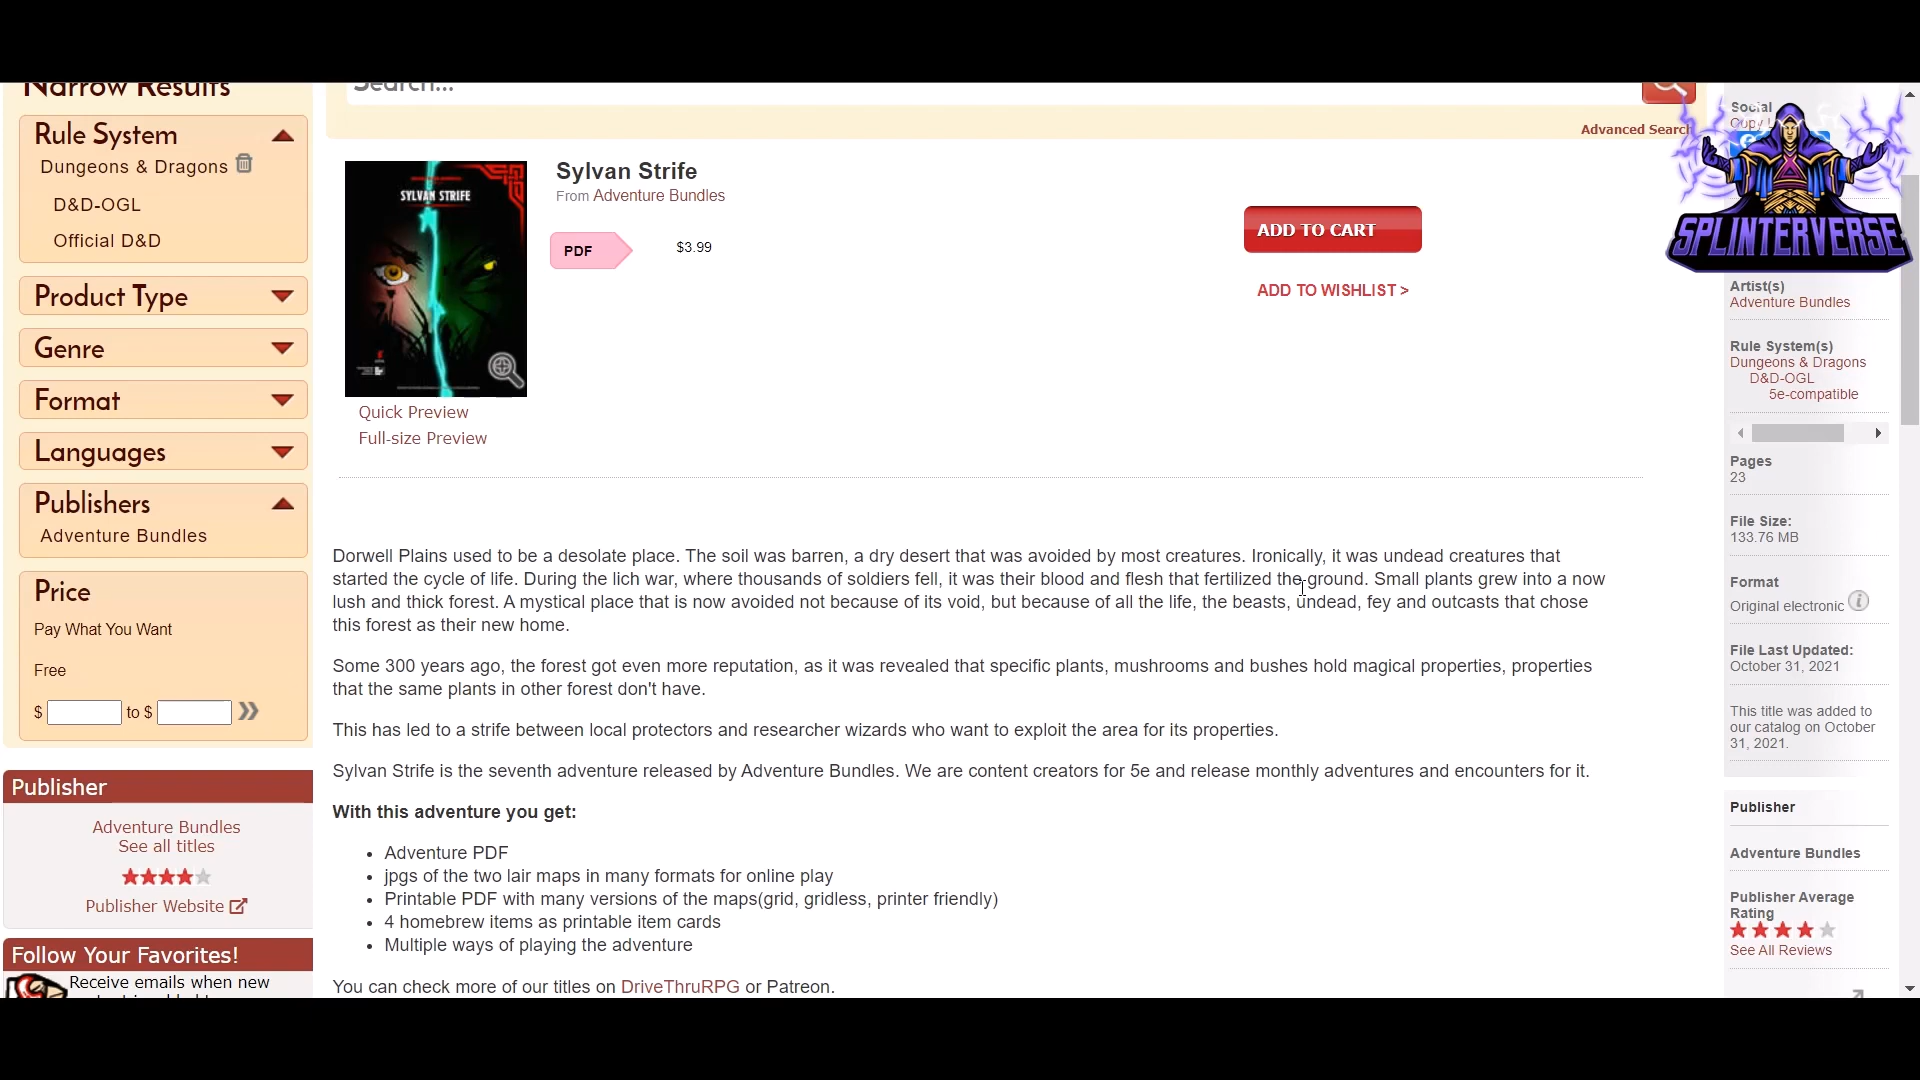 Narrow Results
Rule System
Dungeons & Dragons
D&D-OGL
Official D&D
Product Type
Genre
Format
Languages
Publishers
Adventure Bundles
Price
Pay What You Want
Free
$ to $
Publisher
Adventure Bundles
See all titles
Publisher Website
Follow Your Favorites!
Receive emails when new
Search...
Advanced Search
SYLVAN STRIFE
Quick Preview
Full-size Preview
Sylvan Strife
From Adventure Bundles
PDF
$3.99
ADD TO CART
ADD TO WISHLIST >
Dorwell Plains used to be a desolate place. The soil was barren, a dry desert that was avoided by most creatures. Ironically, it was undead creatures that
started the cycle of life. During the lich war, where thousands of soldiers fell, it was their blood and flesh that fertilized the ground. Small plants grew into a now
lush and thick forest. A mystical place that is now avoided not because of its void, but because of all the life, the beasts, undead, fey and outcasts that chose
this forest as their new home.
Some 300 years ago, the forest got even more reputation, as it was revealed that specific plants, mushrooms and bushes hold magical properties, properties
that the same plants in other forest don't have.
This has led to a strife between local protectors and researcher wizards who want to exploit the area for its properties.
Sylvan Strife is the seventh adventure released by Adventure Bundles. We are content creators for 5e and release monthly adventures and encounters for it.
With this adventure you get:
Adventure PDF
jpgs of the two lair maps in many formats for online play
Printable PDF with many versions of the maps(grid, gridless, printer friendly)
4 homebrew items as printable item cards
Multiple ways of playing the adventure
You can check more of our titles on DriveThruRPG or Patreon.
Social
Copy
SPLINTERVERSE
Artist(s)
Adventure Bundles
Rule System(s)
Dungeons & Dragons
D&D-OGL
5e-compatible
Pages
23
File Size:
133.76 MB
Format
Original electronic
File Last Updated:
October 31, 2021
This title was added to
our catalog on October
31, 2021.
Publisher
Adventure Bundles
Publisher Average
Rating
See All Reviews